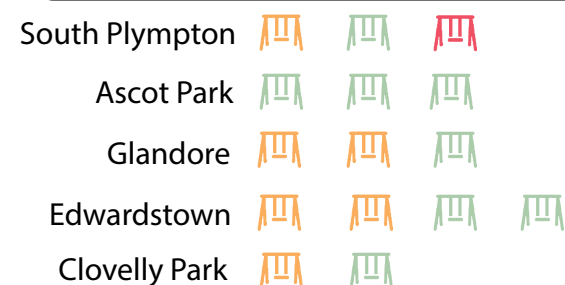 South Plympton
Ascot Park
Glandore
Edwardstown
Clovelly Park